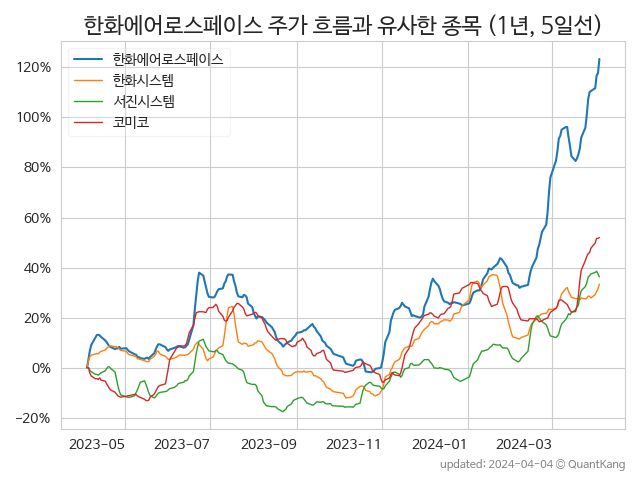 한화에어로스페이스 주가 흐름과 유사한 종목 (1년, 5일선)
한화에어로스페이스
한화시스템
서진시스템
코미코
120%
100%
80%
60%
40%
20%
0%
−20%
2023-05
2023-07
2023-09
2023-11
2024-01
2024-03
updated: 2024-04-04 © QuantKang